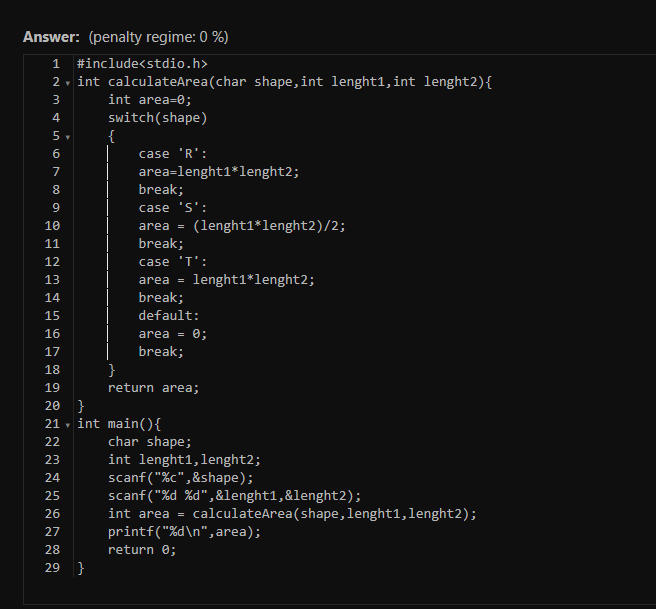 Answer: (penalty regime: 0 %)
1 #include<stdio.h>
2 int calculateArea(char shape,int lenght1,int lenght2){
3     int area=0;
4     switch(shape)
5     {
6         case 'R':
7         area=lenght1*lenght2;
8         break;
9         case 'S':
10         area = (lenght1*lenght2)/2;
11         break;
12         case 'T':
13         area = lenght1*lenght2;
14         break;
15         default:
16         area = 0;
17         break;
18     }
19     return area;
20 }
21 int main(){
22     char shape;
23     int lenght1,lenght2;
24     scanf("%c",&shape);
25     scanf("%d %d",&lenght1,&lenght2);
26     int area = calculateArea(shape,lenght1,lenght2);
27     printf("%d\n",area);
28     return 0;
29 }